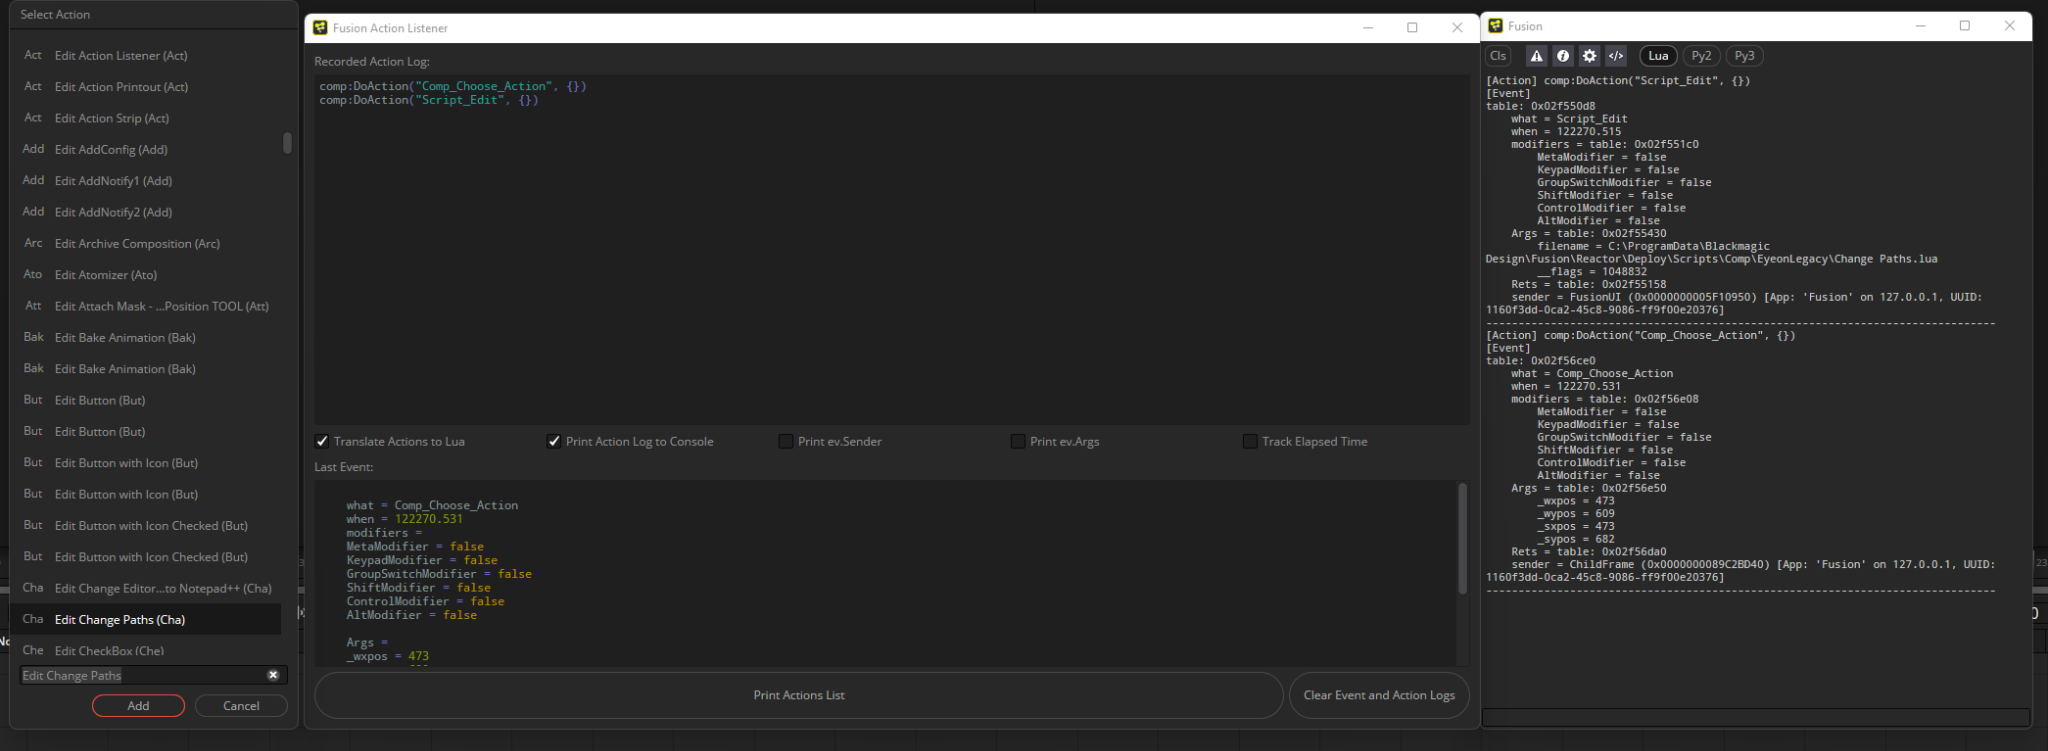 Select Action
Act Edit Action Listener (Act)
Act Edit Action Printout (Act)
Act Edit Action Strip (Act)
Add Edit AddConfig (Add)
Add Edit AddNotify1 (Add)
Add Edit AddNotify2 (Add)
Arc Edit Archive Composition (Arc)
Ato Edit Atomizer (Ato)
Att Edit Attach Mask - ...Position TOOL (Att)
Bak Edit Bake Animation (Bak)
Bak Edit Bake Animation (Bak)
But Edit Button (But)
But Edit Button (But)
But Edit Button with Icon (But)
But Edit Button with Icon (But)
But Edit Button with Icon Checked (But)
But Edit Button with Icon Checked (But)
Cha Edit Change Editor...to Notepad++ (Cha)
Cha Edit Change Paths (Cha)
Che Edit CheckBox (Che)
Edit Change Paths
Add Cancel
Fusion Action Listener
Recorded Action Log:
comp:DoAction("Comp_Choose_Action", {})
comp:DoAction("Script_Edit", {})
Translate Actions to Lua Print Action Log to Console Print ev.Sender Print ev.Args Track Elapsed Time
Last Event:
what = Comp_Choose_Action
when = 122270.531
modifiers =
MetaModifier = false
KeypadModifier = false
GroupSwitchModifier = false
ShiftModifier = false
ControlModifier = false
AltModifier = false
Args =
_wxpos = 473
Print Actions List Clear Event and Action Logs
Fusion
Cls </> Lua Py2 Py3
[Action] comp:DoAction("Script_Edit", {})
[Event]
table: 0x02f550d8
what = Script_Edit
when = 122270.515
modifiers = table: 0x02f551c0
MetaModifier = false
KeypadModifier = false
GroupSwitchModifier = false
ShiftModifier = false
ControlModifier = false
AltModifier = false
Args = table: 0x02f55430
filename = C:\ProgramData\Blackmagic
Design\Fusion\Reactor\Deploy\Scripts\Comp\EyeonLegacy\Change Paths.lua
__flags = 1048832
Rets = table: 0x02f55158
sender = FusionUI (0x0000000005F10950) [App: 'Fusion' on 127.0.0.1, UUID:
1160f3dd-0ca2-45c8-9086-ff9f00e20376]
--------------------------------------------------------------------------------
[Action] comp:DoAction("Comp_Choose_Action", {})
[Event]
table: 0x02f56ce0
what = Comp_Choose_Action
when = 122270.531
modifiers = table: 0x02f56e08
MetaModifier = false
KeypadModifier = false
GroupSwitchModifier = false
ShiftModifier = false
ControlModifier = false
AltModifier = false
Args = table: 0x02f56e50
_wxpos = 473
_wypos = 609
_sxpos = 473
_sypos = 682
Rets = table: 0x02f56da0
sender = ChildFrame (0x0000000089C2BD40) [App: 'Fusion' on 127.0.0.1, UUID:
1160f3dd-0ca2-45c8-9086-ff9f00e20376]
--------------------------------------------------------------------------------